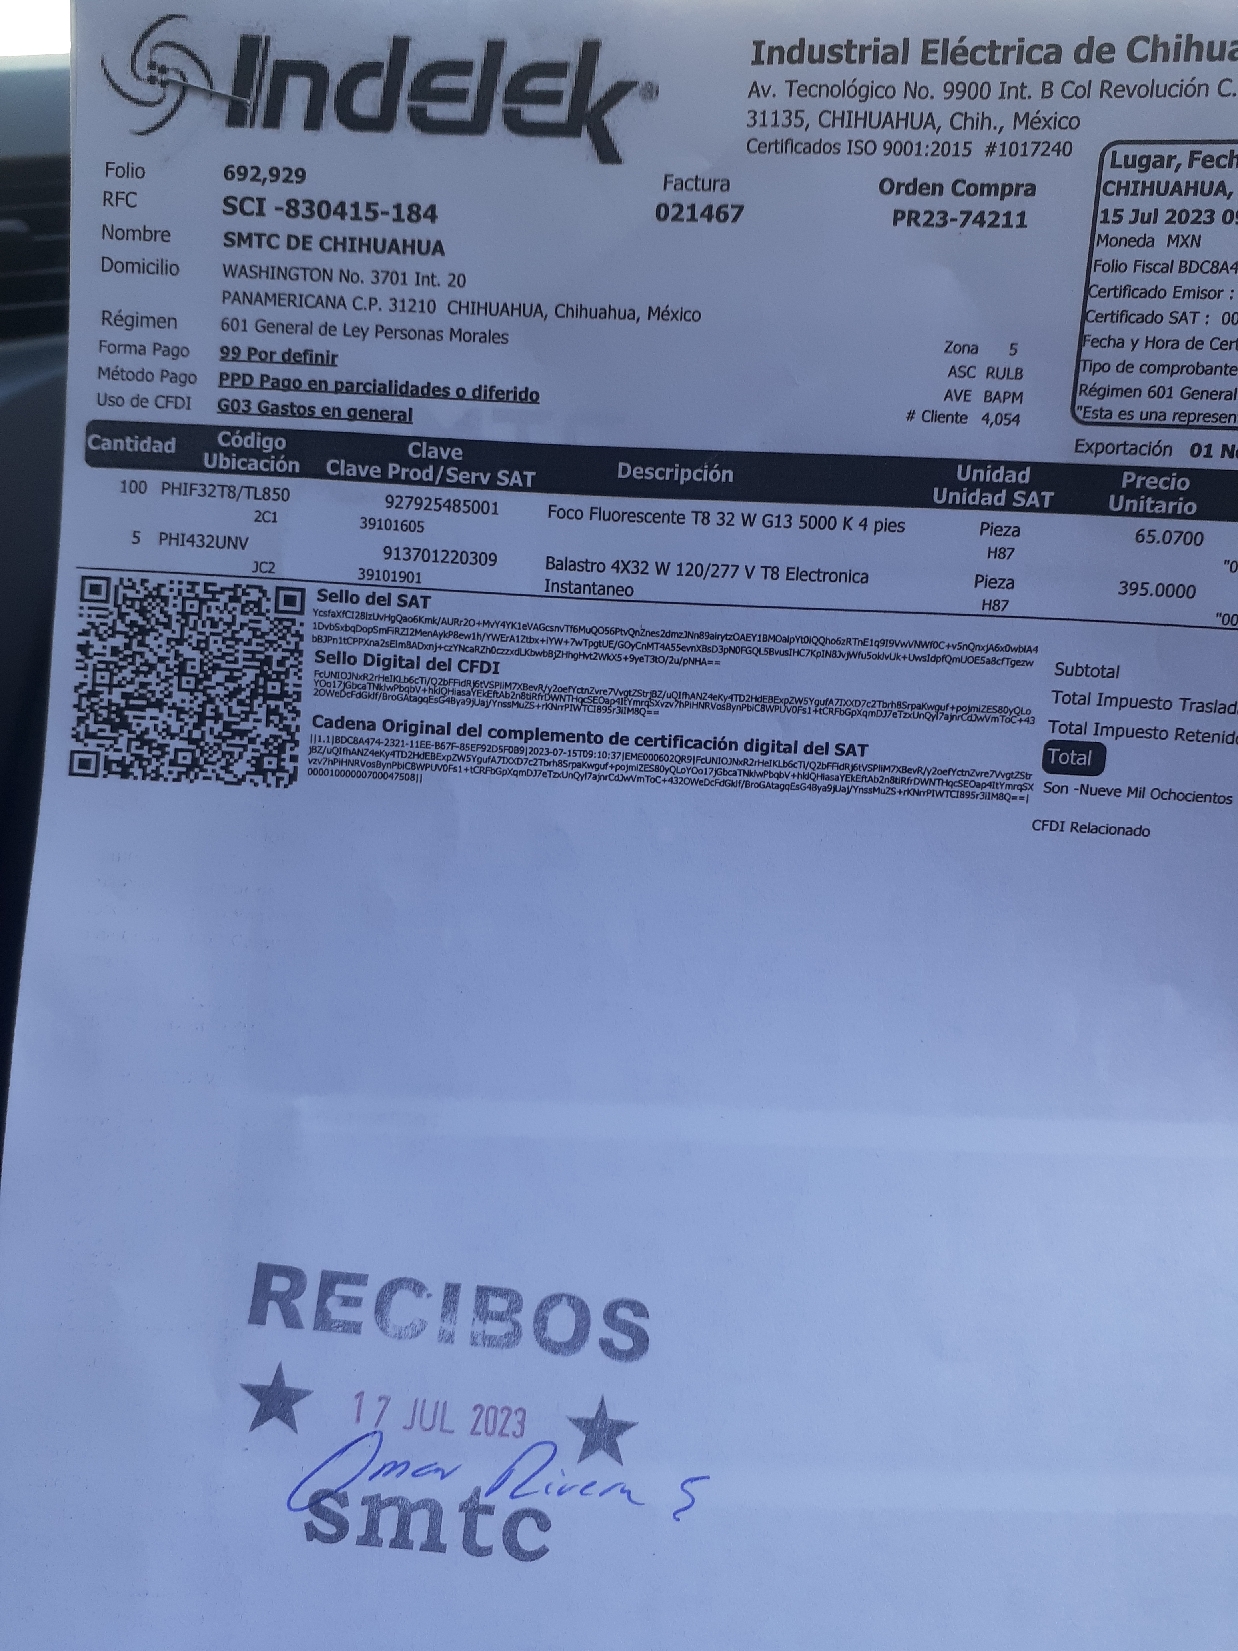 Indelek
Industrial Eléctrica de Chihua
Av. Tecnológico No. 9900 Int. B Col Revolución C.
31135, CHIHUAHUA, Chih., México
Certificados ISO 9001:2015 #1017240
Folio 692,929
RFC SCI -830415-184
Nombre SMTC DE CHIHUAHUA
Domicilio WASHINGTON No. 3701 Int. 20
PANAMERICANA C.P. 31210 CHIHUAHUA, Chihuahua, México
Régimen 601 General de Ley Personas Morales
Forma Pago 99 Por definir
Método Pago PPD Pago en parcialidades o diferido
Uso de CFDI G03 Gastos en general
Factura
021467
Orden Compra
PR23-74211
Zona 5
ASC RULB
AVE BAPM
# Cliente 4,054
Lugar, Fech
CHIHUAHUA,
15 Jul 2023 0
Moneda MXN
Folio Fiscal BDC8A4
Certificado Emisor :
Certificado SAT : 00
Fecha y Hora de Cert
Tipo de comprobante
Régimen 601 General
"Esta es una represen
Exportación 01 N
Cantidad Código Ubicación Clave Clave Prod/Serv SAT Descripción Unidad Unidad SAT Precio Unitario
100 PHIF32T8/TL850 927925485001 Foco Fluorescente T8 32 W G13 5000 K 4 pies Pieza 65.0700
2C1 39101605 H87 "0
5 PHI432UNV 913701220309 Balastro 4X32 W 120/277 V T8 Electronica Pieza 395.0000
JC2 39101901 Instantaneo H87 "00
Sello del SAT
Sello Digital del CFDI
Cadena Original del complemento de certificación digital del SAT
Subtotal
Total Impuesto Traslad
Total Impuesto Retenid
Total
Son -Nueve Mil Ochocientos
CFDI Relacionado
RECIBOS
17 JUL 2023
Omar Rivera S
smtc